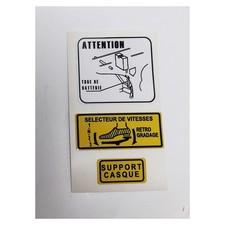 ATTENTION
TUBE DE
BATTERIE
SELECTEUR DE VITESSES
RETRO
GRADAGE
SUPPORT
CASQUE